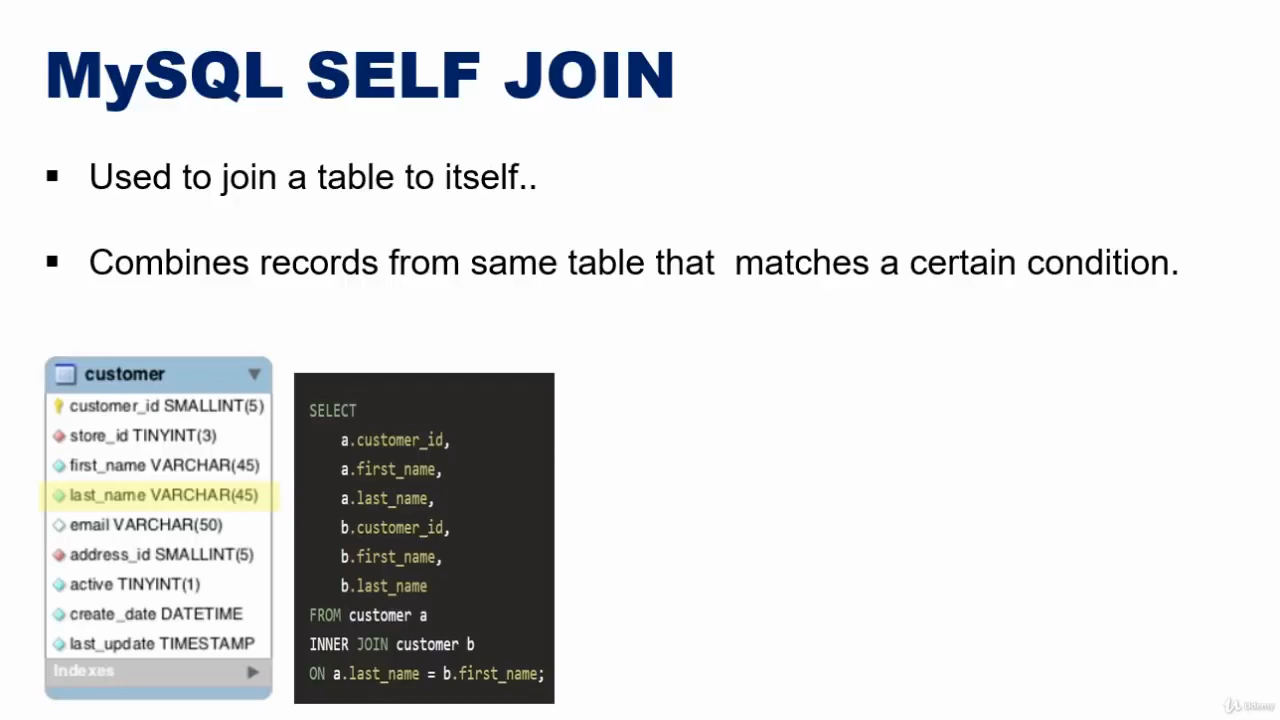 MySQL SELF JOIN
▪ Used to join a table to itself..
▪ Combines records from same table that  matches a certain condition.
customer
customer_id SMALLINT(5)
store_id TINYINT(3)
first_name VARCHAR(45)
last_name VARCHAR(45)
email VARCHAR(50)
address_id SMALLINT(5)
active TINYINT(1)
create_date DATETIME
last_update TIMESTAMP
Indexes
SELECT
a.customer_id,
a.first_name,
a.last_name,
b.customer_id,
b.first_name,
b.last_name
FROM customer a
INNER JOIN customer b
ON a.last_name = b.first_name;
Udemy